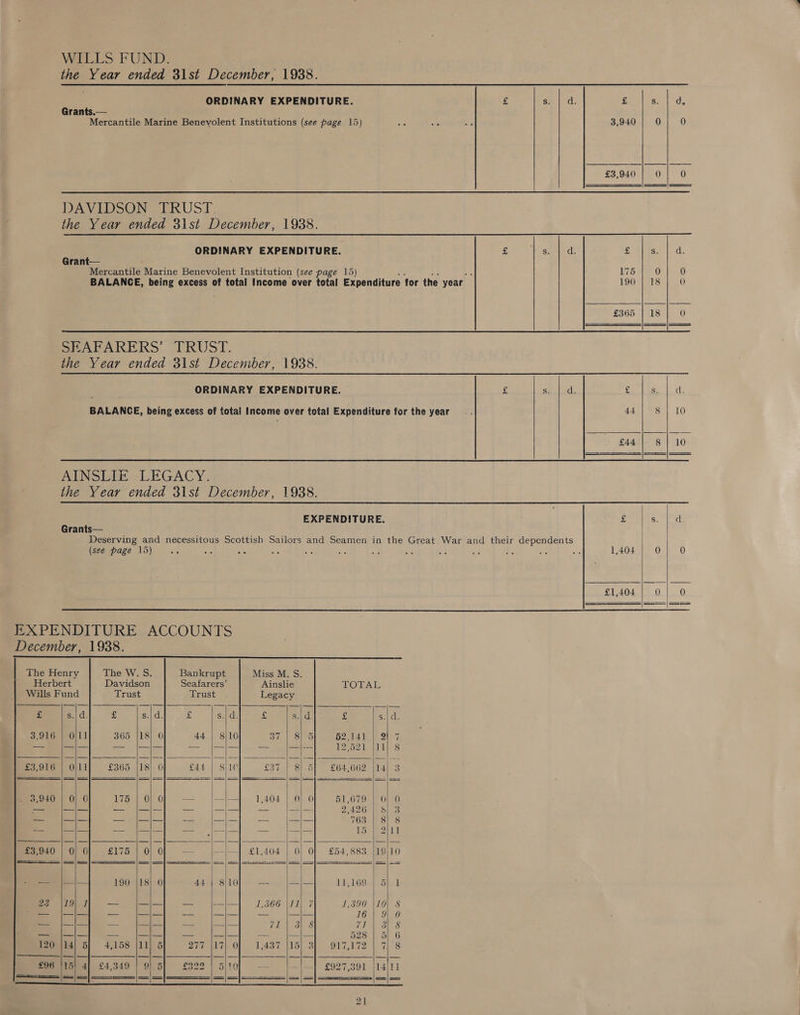 WILLS FUND.
the Year ended 31st December, 1938.
ORDINARY EXPENDITURE. £ s. d. £ s. d.
Grants.—
Mercantile Marine Benevolent Institutions (see page 15) .. .. .. 3,940 0 0
£3,940 0 0
DAVIDSON TRUST
the Year ended 31st December, 1938.
ORDINARY EXPENDITURE. £ s. d. £ s. d.
Grant—
Mercantile Marine Benevolent Institution (see page 15) .. .. .. 175 0 0
BALANCE, being excess of total Income over total Expenditure for the year 190 18 0
£365 18 0
SEAFARERS' TRUST.
the Year ended 31st December, 1938.
ORDINARY EXPENDITURE. £ s. d. £ s. d.
BALANCE, being excess of total Income over total Expenditure for the year .. 44 8 10
£44 8 10
AINSLIE LEGACY.
the Year ended 31st December, 1938.
EXPENDITURE. £ s. d.
Grants—
Deserving and necessitous Scottish Sailors and Seamen in the Great War and their dependents
(see page 15) .. .. .. .. .. .. .. .. .. .. .. .. 1,404 0 0
£1,404 0 0
EXPENDITURE ACCOUNTS
December, 1938.
The Henry The W. S. Bankrupt Miss M. S.
Herbert Davidson Seafarers' Ainslie TOTAL
Wills Fund Trust Trust Legacy
£ s. d. £ s. d. £ s. d. £ s. d. £ s. d.
3,916 0 11 365 18 0 44 8 10 37 8 5 52,141 2 7
— — — — — — — — — — — — 12,521 11 8
£3,916 0 11 £365 18 0 £44 8 10 £37 8 5 £64,662 14 3
3,940 0 0 175 0 0 — — — 1,404 0 0 51,679 0 0
— — — — — — — — — — — — 2,426 8 3
— — — — — — — — — — — — 763 8 8
— — — — — — — — — — — — 15 2 11
£3,940 0 0 £175 0 0 — — — £1,404 0 0 £54,883 19 10
— — — 190 18 0 44 8 10 — — — 11,169 5 1
23 19 1 — — — — — — 1,366 11 7 1,390 10 8
— — — — — — — — — — — — 16 9 0
— — — — — — — — — 71 3 8 71 3 8
— — — — — — — — — — — — 528 5 6
120 14 5 4,158 11 5 277 17 0 1,437 15 3 917,172 7 8
£96 15 4 £4,349 9 5 £322 5 10 — — — £927,391 14 11
21